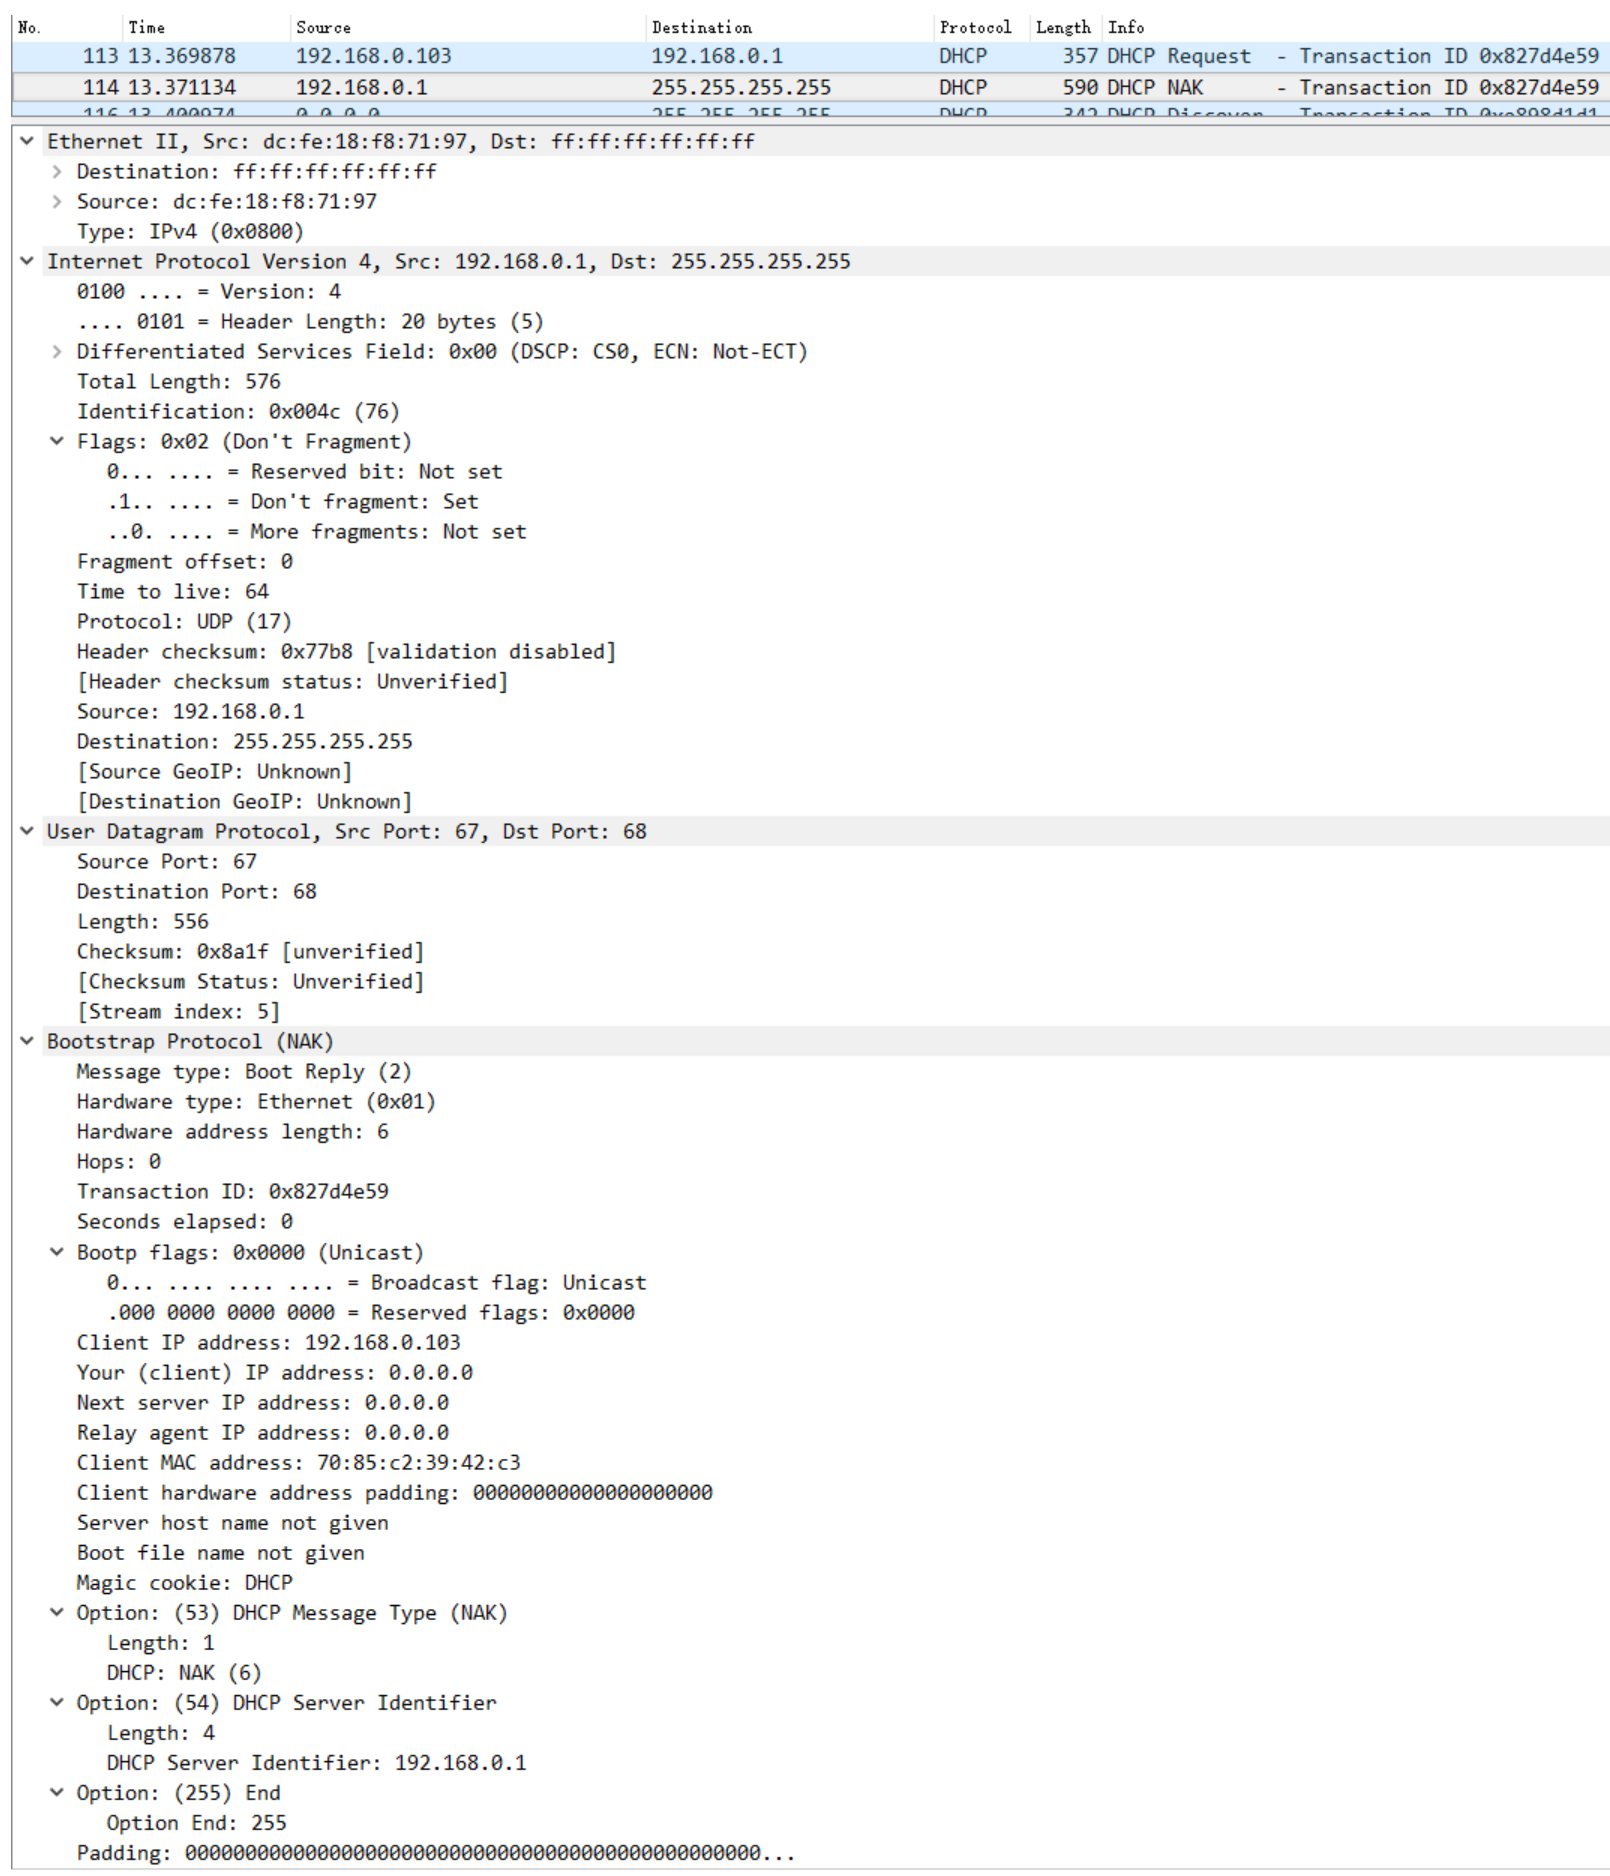 No. Time Source Destination Protocol Length Info
113 13.369878 192.168.0.103 192.168.0.1 DHCP 357 DHCP Request - Transaction ID 0x827d4e59
114 13.371134 192.168.0.1 255.255.255.255 DHCP 590 DHCP NAK - Transaction ID 0x827d4e59
116 13.400974 0.0.0.0 255.255.255.255 DHCP 342 DHCP Discover - Transaction ID
Ethernet II, Src: dc:fe:18:f8:71:97, Dst: ff:ff:ff:ff:ff:ff
Destination: ff:ff:ff:ff:ff:ff
Source: dc:fe:18:f8:71:97
Type: IPv4 (0x0800)
Internet Protocol Version 4, Src: 192.168.0.1, Dst: 255.255.255.255
0100 .... = Version: 4
.... 0101 = Header Length: 20 bytes (5)
Differentiated Services Field: 0x00 (DSCP: CS0, ECN: Not-ECT)
Total Length: 576
Identification: 0x004c (76)
Flags: 0x02 (Don't Fragment)
0... .... = Reserved bit: Not set
.1.. .... = Don't fragment: Set
..0. .... = More fragments: Not set
Fragment offset: 0
Time to live: 64
Protocol: UDP (17)
Header checksum: 0x77b8 [validation disabled]
[Header checksum status: Unverified]
Source: 192.168.0.1
Destination: 255.255.255.255
[Source GeoIP: Unknown]
[Destination GeoIP: Unknown]
User Datagram Protocol, Src Port: 67, Dst Port: 68
Source Port: 67
Destination Port: 68
Length: 556
Checksum: 0x8a1f [unverified]
[Checksum Status: Unverified]
[Stream index: 5]
Bootstrap Protocol (NAK)
Message type: Boot Reply (2)
Hardware type: Ethernet (0x01)
Hardware address length: 6
Hops: 0
Transaction ID: 0x827d4e59
Seconds elapsed: 0
Bootp flags: 0x0000 (Unicast)
0... .... .... .... = Broadcast flag: Unicast
.000 0000 0000 0000 = Reserved flags: 0x0000
Client IP address: 192.168.0.103
Your (client) IP address: 0.0.0.0
Next server IP address: 0.0.0.0
Relay agent IP address: 0.0.0.0
Client MAC address: 70:85:c2:39:42:c3
Client hardware address padding: 00000000000000000000
Server host name not given
Boot file name not given
Magic cookie: DHCP
Option: (53) DHCP Message Type (NAK)
Length: 1
DHCP: NAK (6)
Option: (54) DHCP Server Identifier
Length: 4
DHCP Server Identifier: 192.168.0.1
Option: (255) End
Option End: 255
Padding: 000000000000000000000000000000000000000000000000...